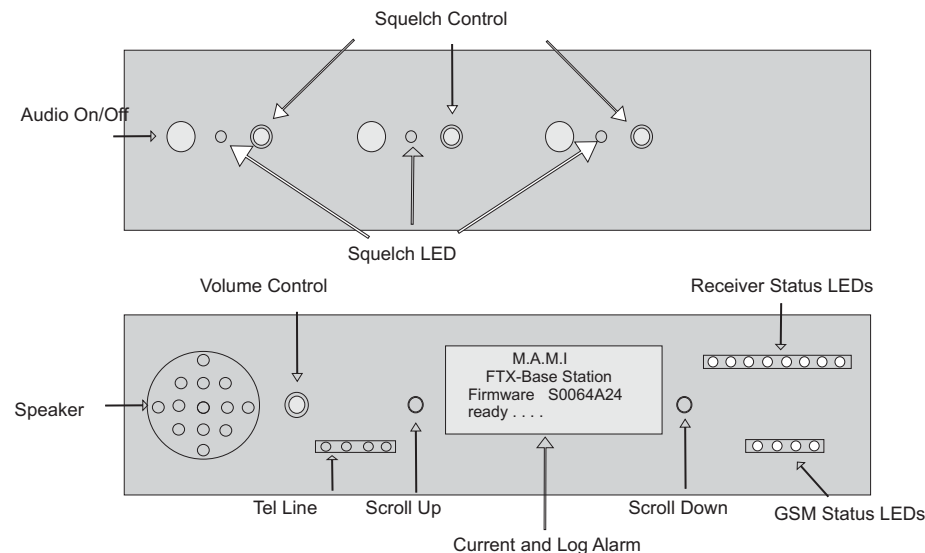 Squelch Control
Audio On/Off
Squelch LED
Volume Control
Receiver Status LEDs
M.A.M.I
FTX-Base Station
Firmware S0064A24
ready . . . .
Speaker
Tel Line
Scroll Up
Scroll Down
GSM Status LEDs
Current and Log Alarm